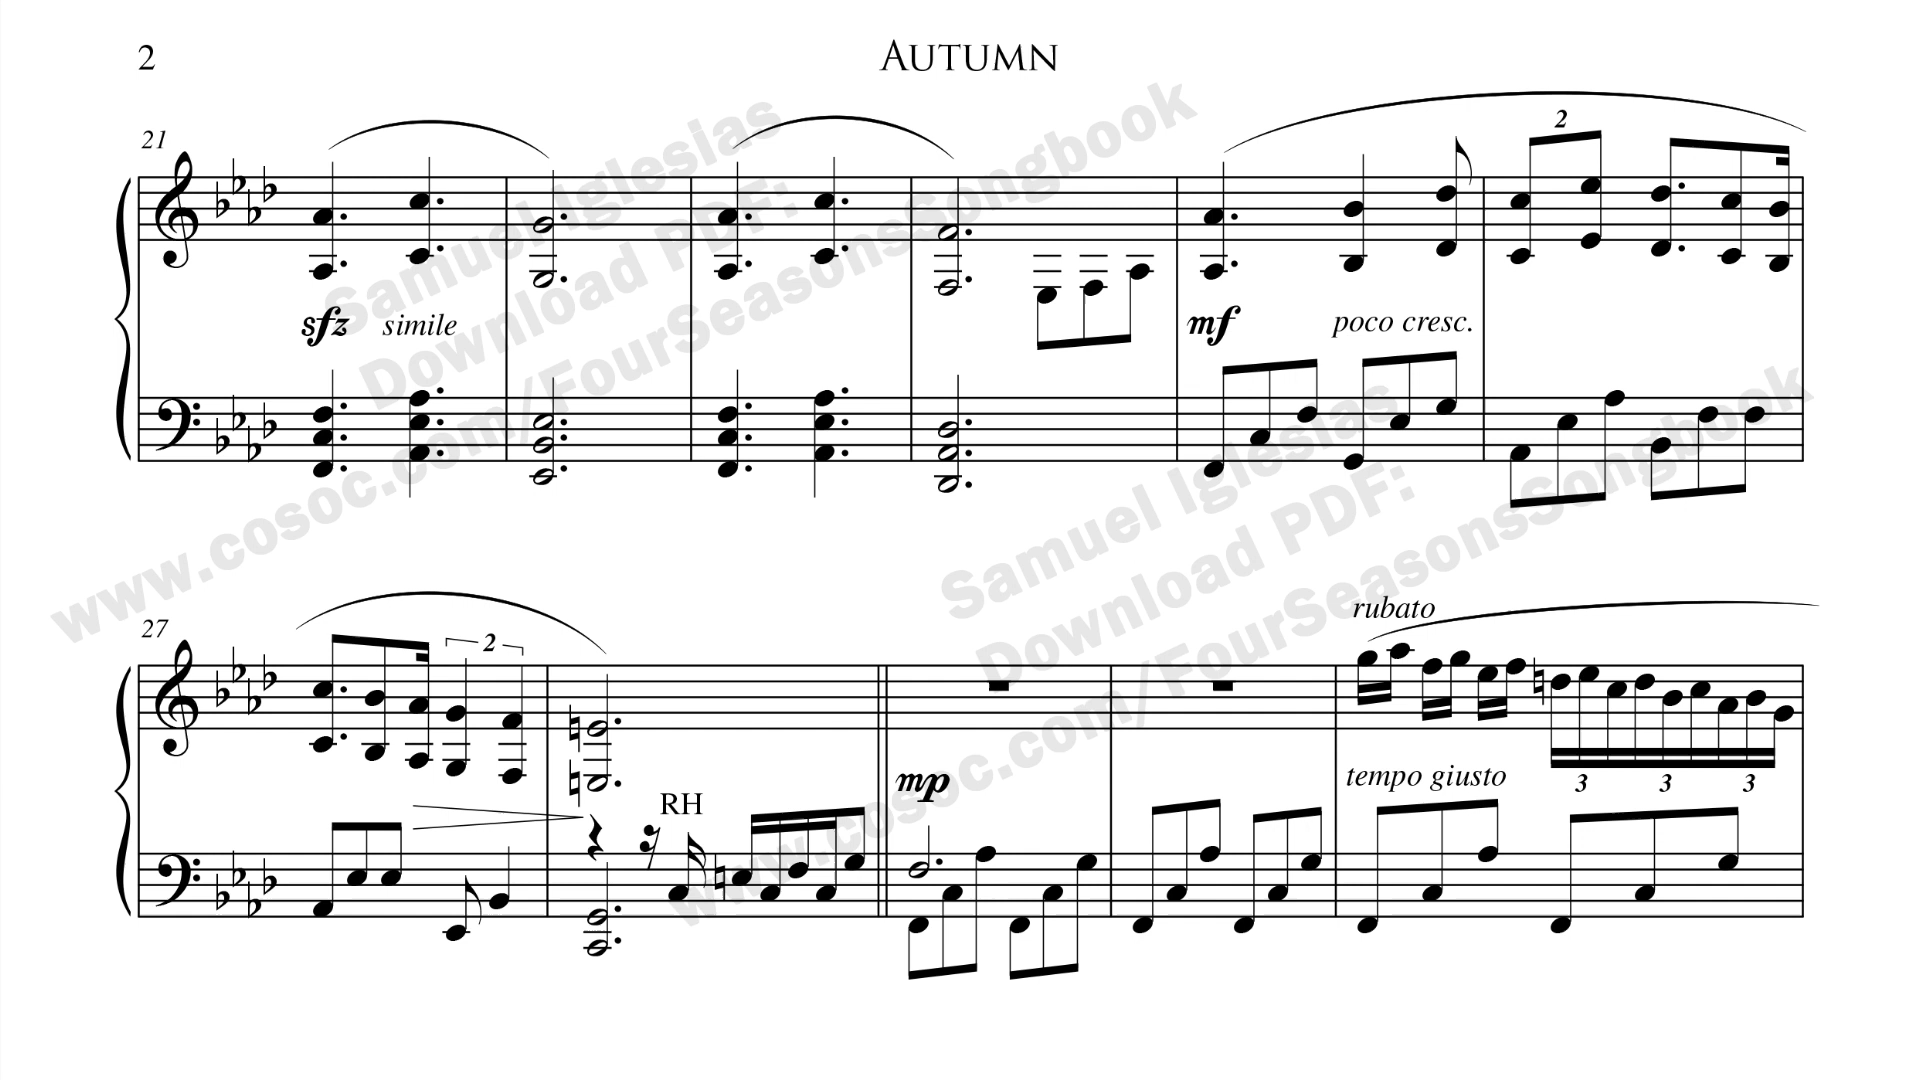 2
AUTUMN
21
2
sfz
simile
mf
poco cresc.
Samuel Iglesias
Download PDF:
www.cosoc.com/FourSeasonsSongbook
27
2
rubato
RH
mp
tempo giusto
3
3
3
Samuel Iglesias
Download PDF:
www.cosoc.com/FourSeasonsSongbook